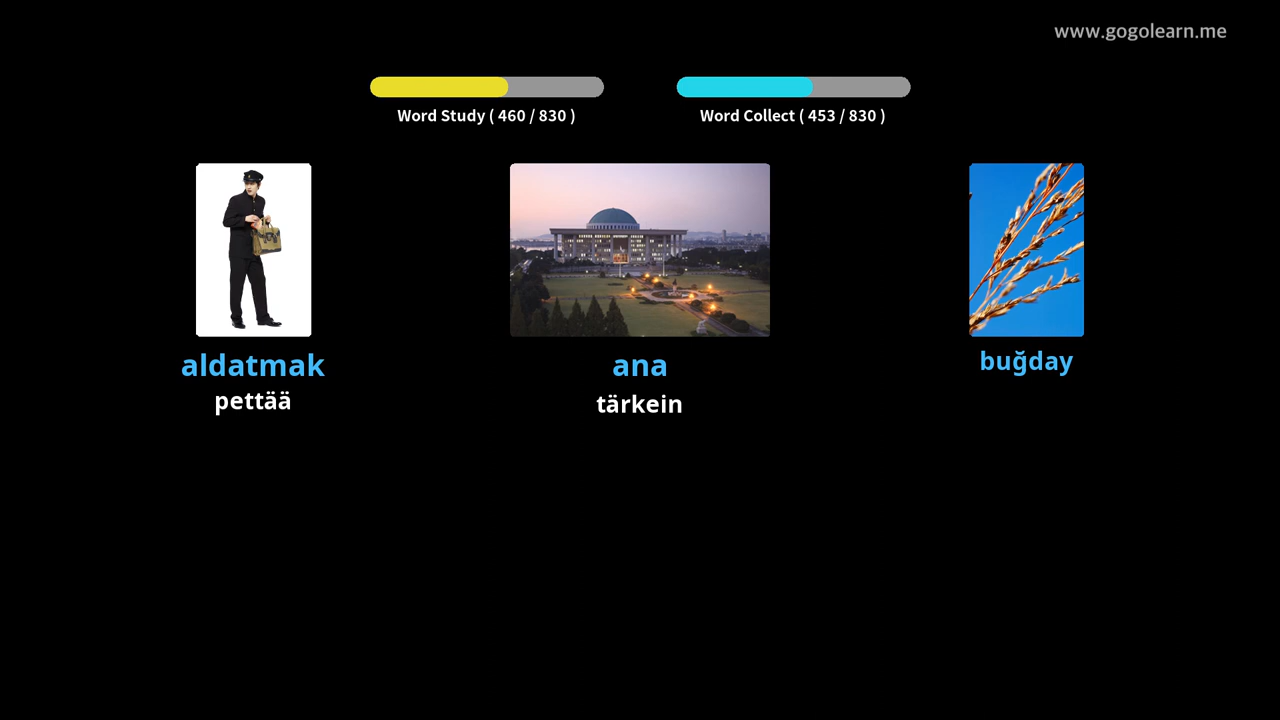 www.gogolearn.me
Word Study ( 460 / 830 )
Word Collect ( 453 / 830 )
aldatmak
pettää
ana
tärkein
buğday